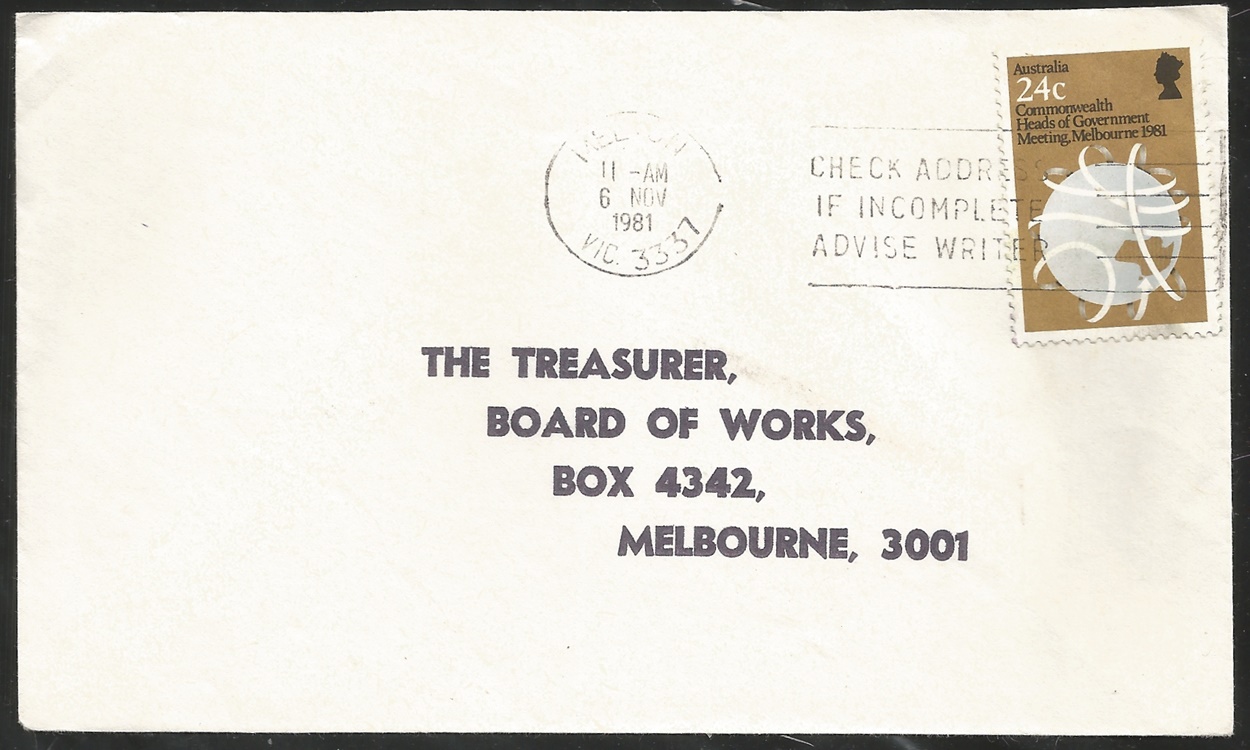 Australia
24c
Commonwealth
Heads of Government
Meeting, Melbourne 1981
MELTON
11 -AM
6 NOV
1981
VIC. 3337
CHECK ADDRESS
IF INCOMPLETE
ADVISE WRITER
THE TREASURER,
BOARD OF WORKS,
BOX 4342,
MELBOURNE, 3001